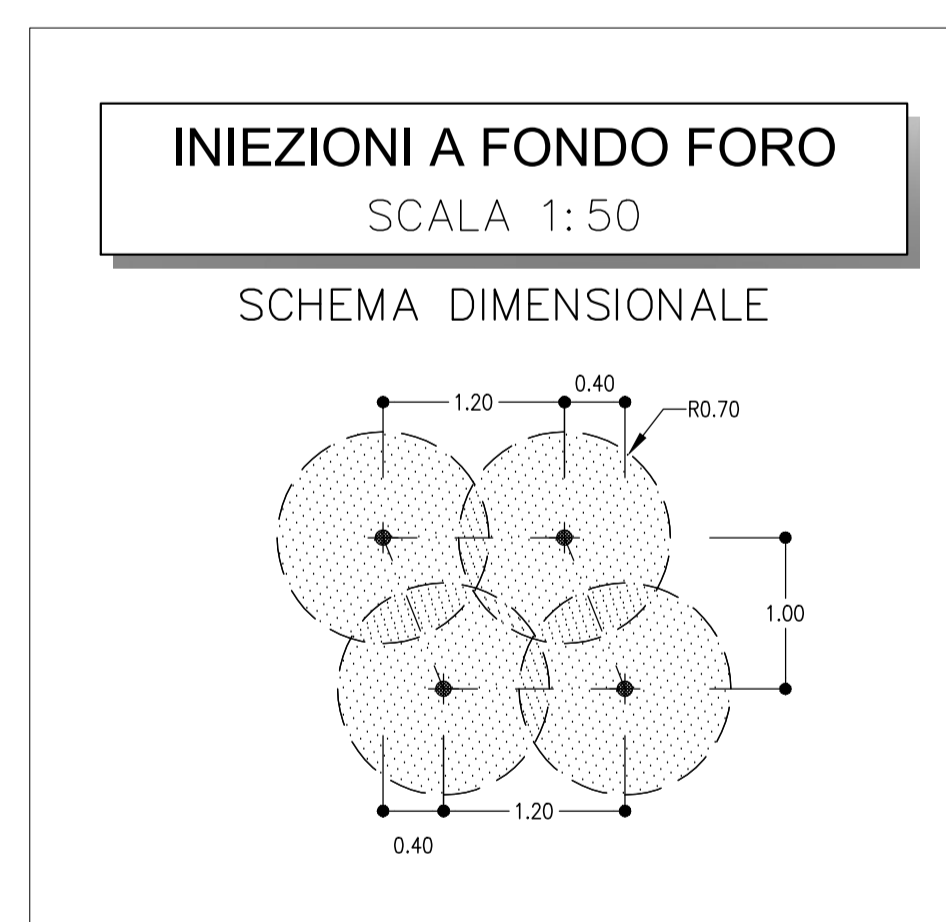 INIEZIONI A FONDO FORO
SCALA 1:50
SCHEMA DIMENSIONALE
0.40
1.20
R0.70
1.00
1.20
0.40